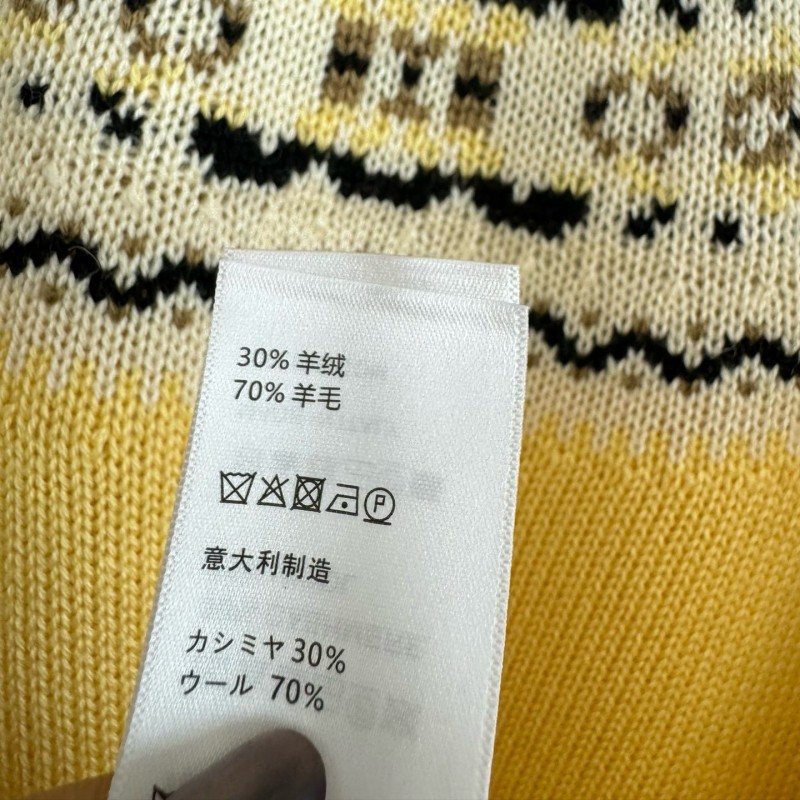 30% 羊绒
70% 羊毛
P
意大利制造
カシミヤ 30%
ウール 70%